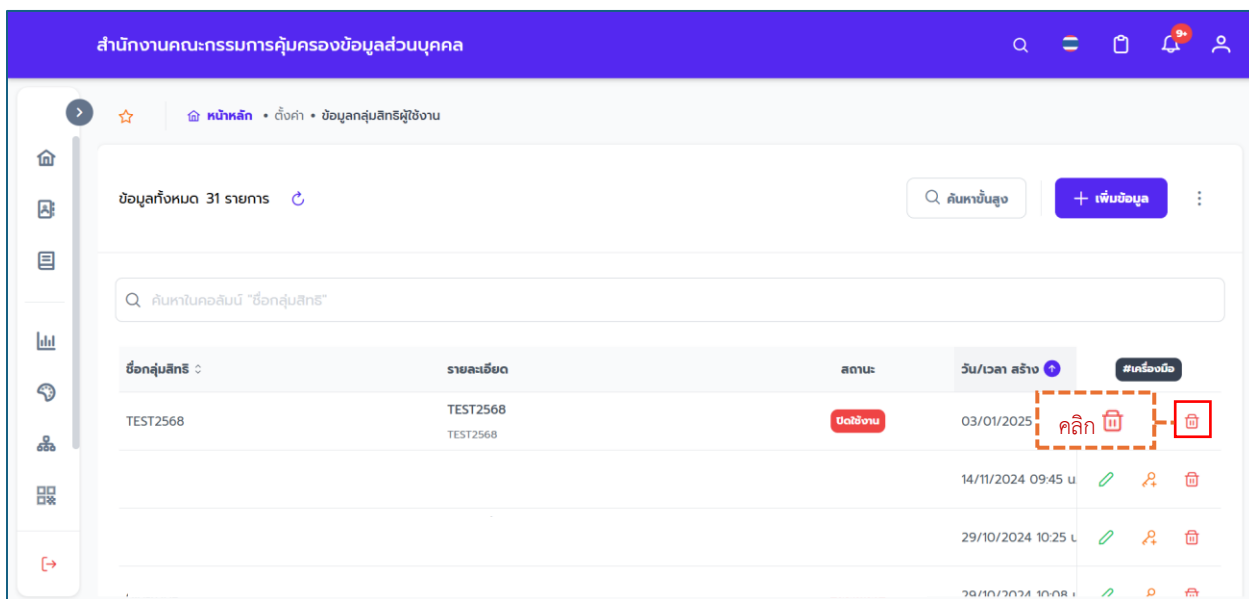 สำนักงานคณะกรรมการคุ้มครองข้อมูลส่วนบุคคล
9+
หน้าหลัก • ตั้งค่า • ข้อมูลกลุ่มสิทธิผู้ใช้งาน
ข้อมูลทั้งหมด 31 รายการ
ค้นหาขั้นสูง
+ เพิ่มข้อมูล
ค้นหาในคอลัมน์ "ชื่อกลุ่มสิทธิ"
ชื่อกลุ่มสิทธิ รายละเอียด สถานะ วัน/เวลา สร้าง #เครื่องมือ
TEST2568 TEST2568 ปิดใช้งาน 03/01/2025 คลิก
TEST2568
14/11/2024 09:45 น
29/10/2024 10:25 น
29/10/2024 10:08